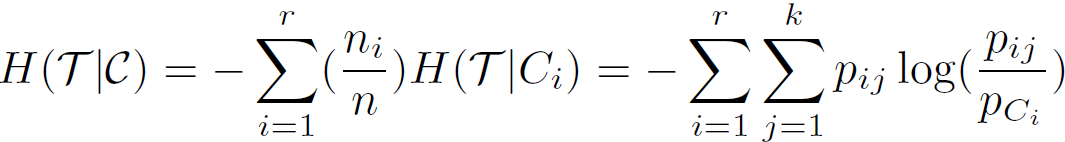 H(𝒯|𝒞) = −∑_{i=1}^{r}(n_i/n)H(𝒯|C_i) = −∑_{i=1}^{r}∑_{j=1}^{k} p_{ij} log(p_{ij}/p_{C_i})